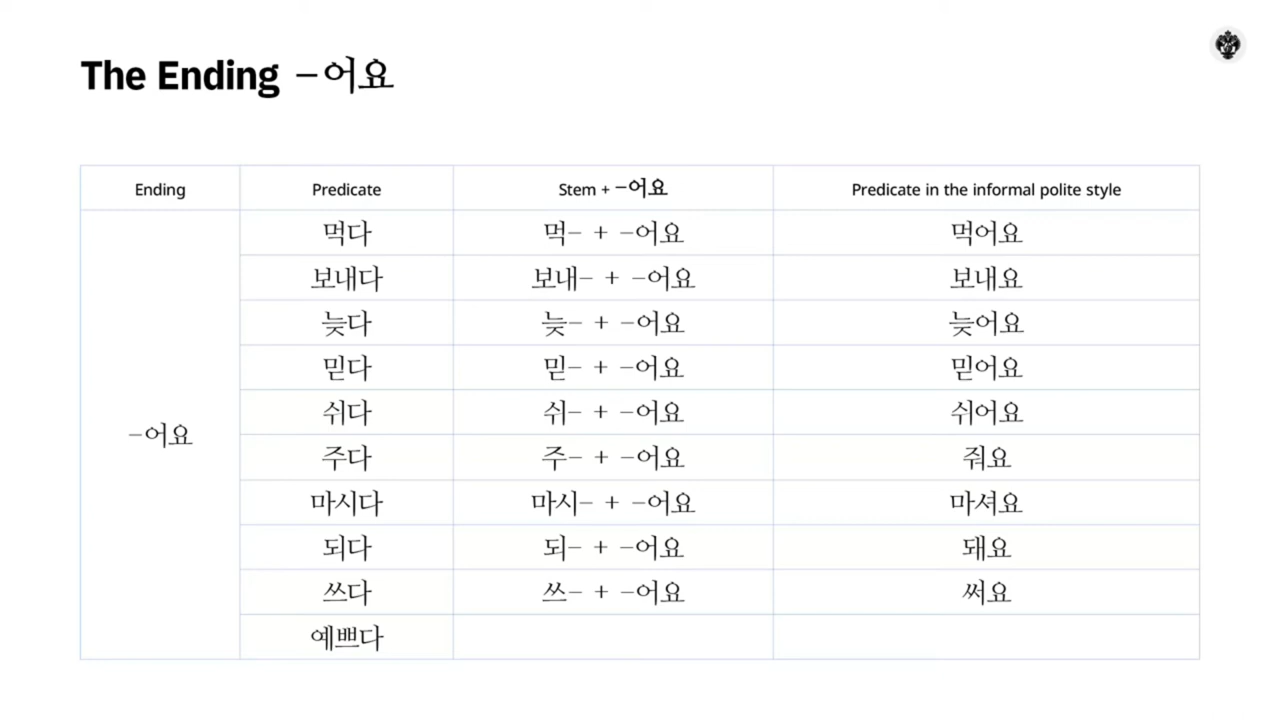 The Ending -어요
Ending Predicate Stem + -어요 Predicate in the informal polite style
먹다 먹- + -어요 먹어요
보내다 보내- + -어요 보내요
늦다 늦- + -어요 늦어요
믿다 믿- + -어요 믿어요
쉬다 쉬- + -어요 쉬어요
-어요
주다 주- + -어요 줘요
마시다 마시- + -어요 마셔요
되다 되- + -어요 돼요
쓰다 쓰- + -어요 써요
예쁘다